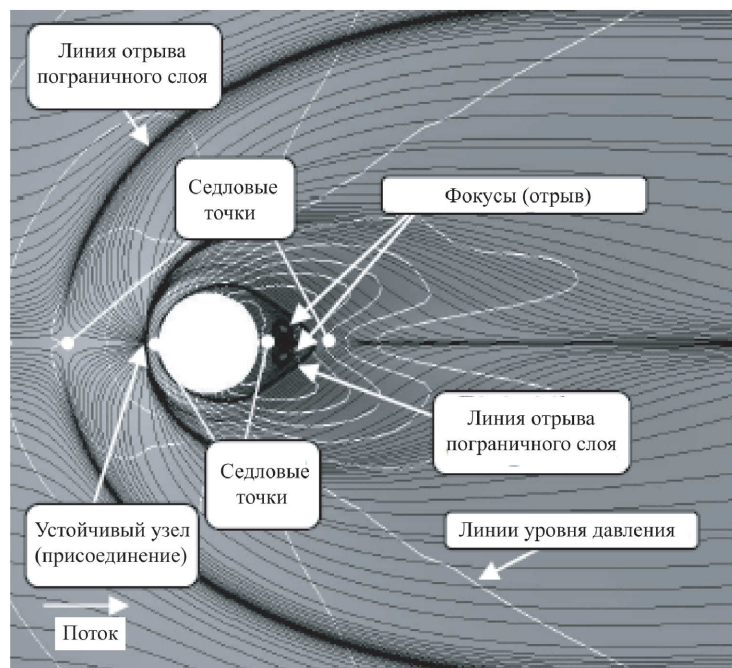 Линия отрыва
пограничного слоя
Седловые
точки
Фокусы (отрыв)
Линия отрыва
пограничного слоя
Седловые
точки
Устойчивый узел
(присоединение)
Линии уровня давления
Поток